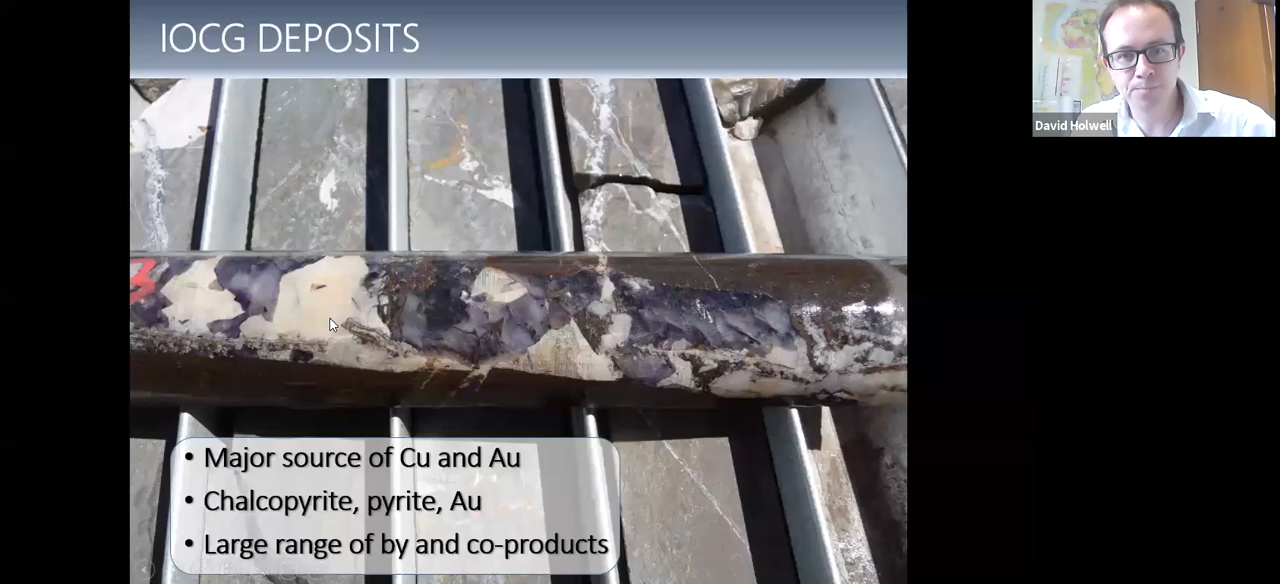 IOCG DEPOSITS
David Holwell
• Major source of Cu and Au
• Chalcopyrite, pyrite, Au
• Large range of by and co-products